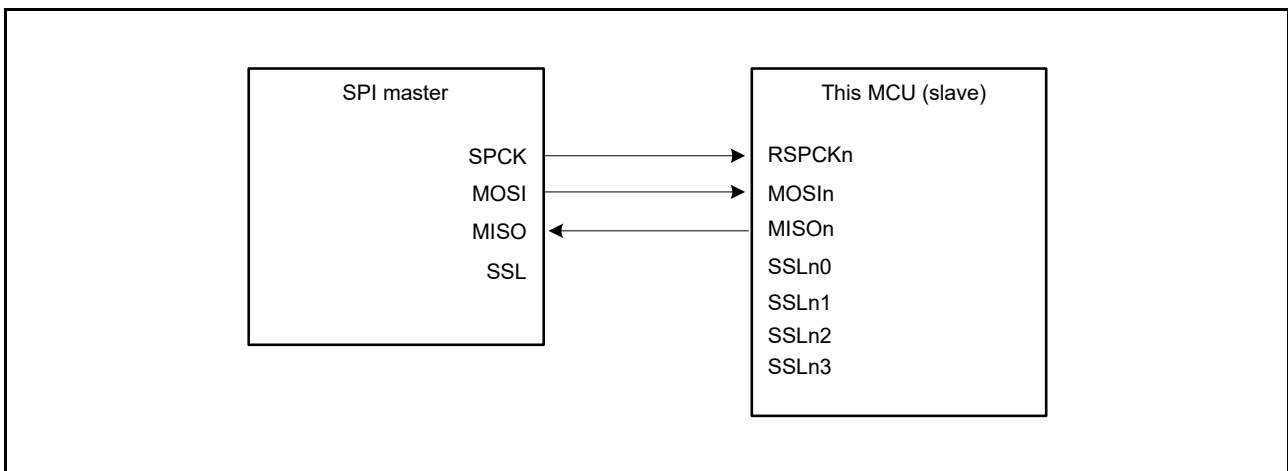 SPI master
SPCK
MOSI
MISO
SSL
This MCU (slave)
RSPCKn
MOSIn
MISOn
SSLn0
SSLn1
SSLn2
SSLn3